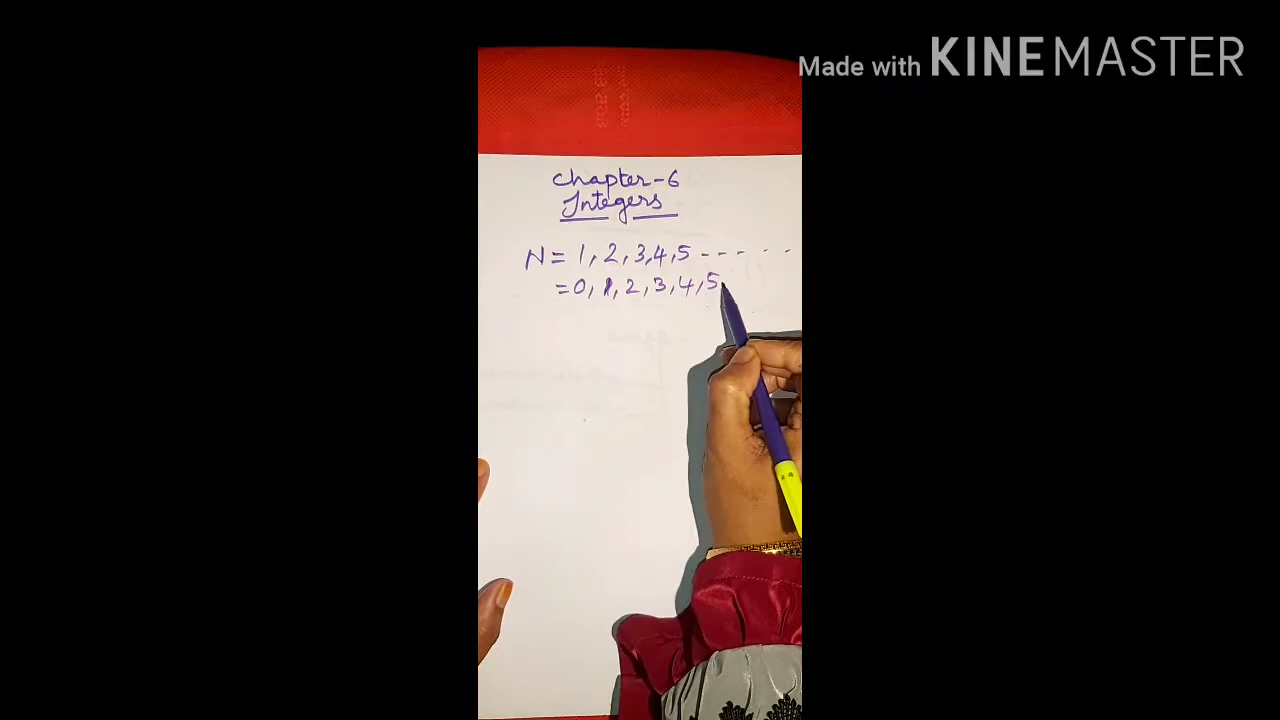 Made with KINEMASTER
Chapter-6
Integers
N = 1, 2, 3, 4, 5 - - - - -
= 0, 1, 2, 3, 4, 5